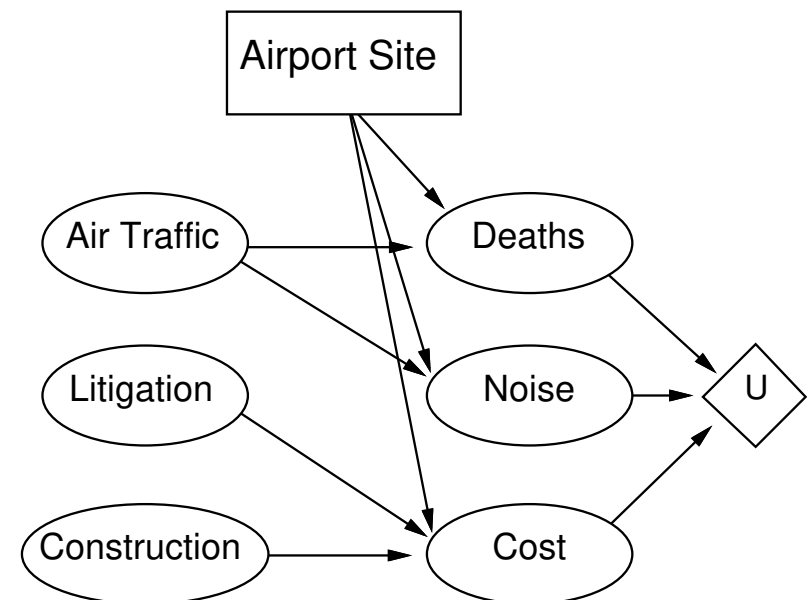 Airport Site
Air Traffic
Deaths
Litigation
Noise
U
Construction
Cost